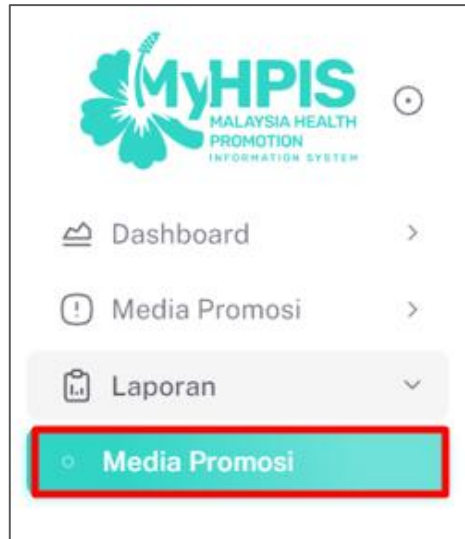 MyHPIS
MALAYSIA HEALTH
PROMOTION
INFORMATION SYSTEM
Dashboard
Media Promosi
Laporan
Media Promosi